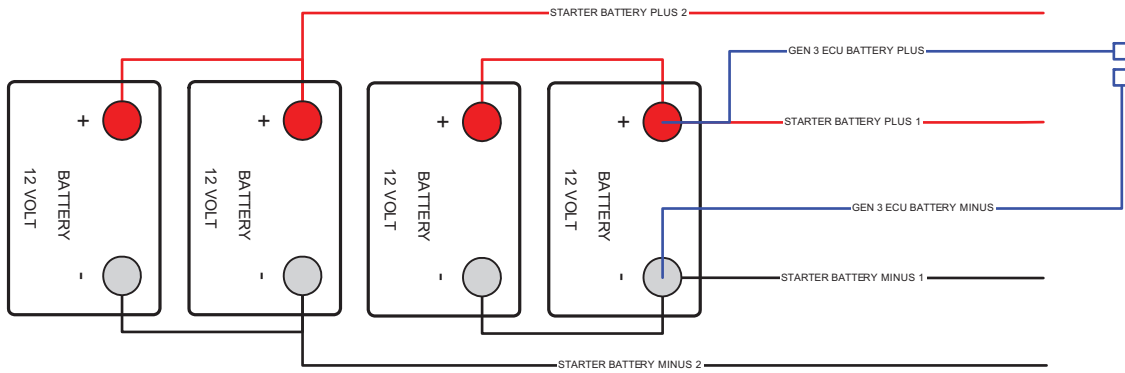 STARTER BATTERY PLUS 2
GEN 3 ECU BATTERY PLUS
+
+
+
+
STARTER BATTERY PLUS 1
BATTERY
12 VOLT
BATTERY
12 VOLT
BATTERY
12 VOLT
BATTERY
12 VOLT
GEN 3 ECU BATTERY MINUS
-
-
-
-
STARTER BATTERY MINUS 1
STARTER BATTERY MINUS 2